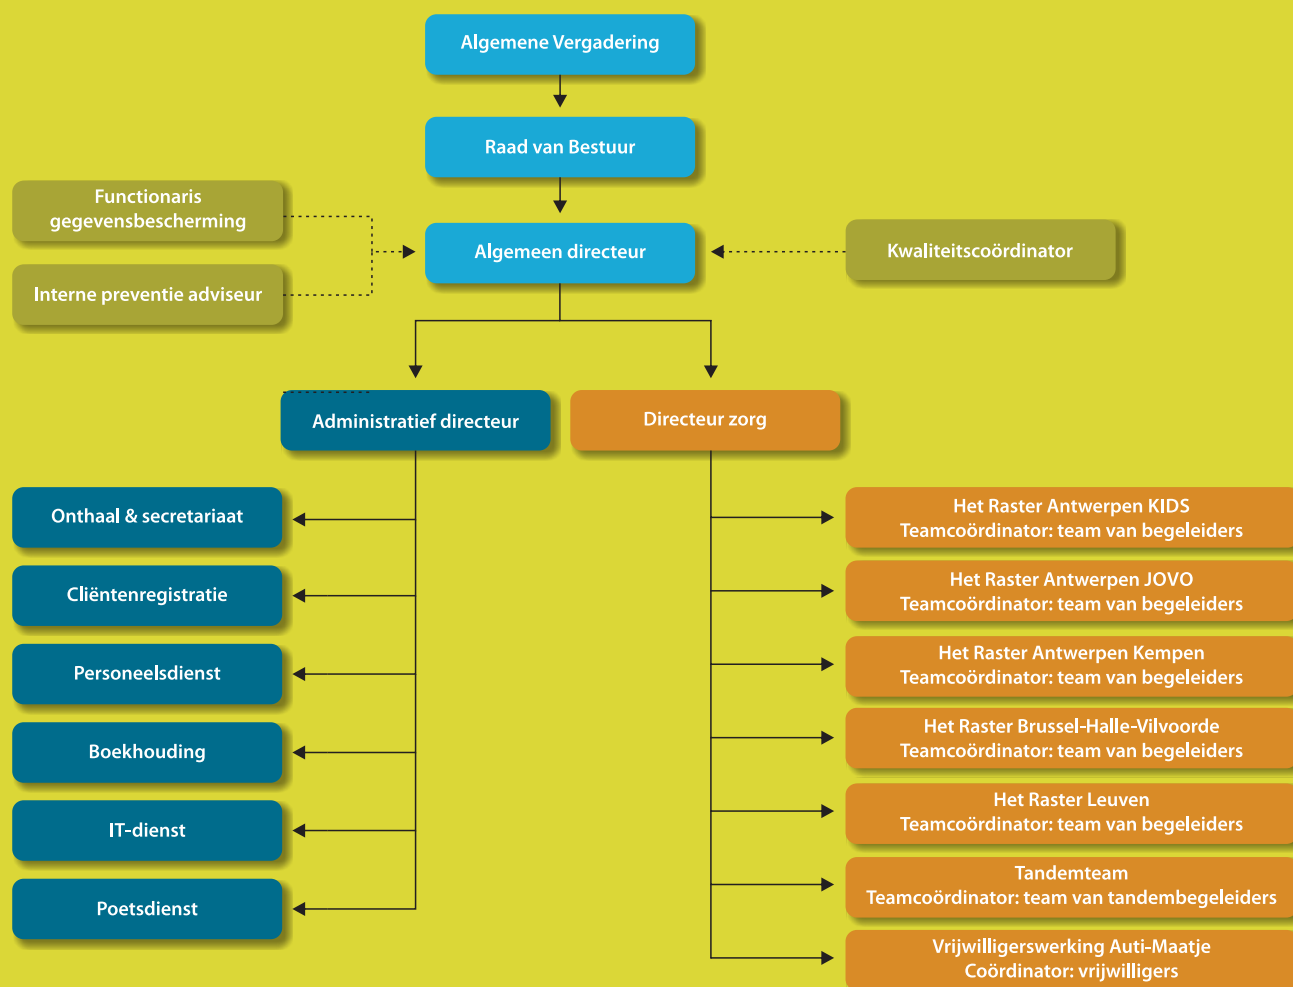 Algemene Vergadering
Raad van Bestuur
Functionaris
gegevensbescherming
Interne preventie adviseur
Algemeen directeur
Kwaliteitscoördinator
Administratief directeur
Directeur zorg
Onthaal & secretariaat
Cliëntenregistratie
Personeelsdienst
Boekhouding
IT-dienst
Poetsdienst
Het Raster Antwerpen KIDS
Teamcoördinator: team van begeleiders
Het Raster Antwerpen JOVO
Teamcoördinator: team van begeleiders
Het Raster Antwerpen Kempen
Teamcoördinator: team van begeleiders
Het Raster Brussel-Halle-Vilvoorde
Teamcoördinator: team van begeleiders
Het Raster Leuven
Teamcoördinator: team van begeleiders
Tandemteam
Teamcoördinator: team van tandembegeleiders
Vrijwilligerswerking Auti-Maatje
Coördinator: vrijwilligers